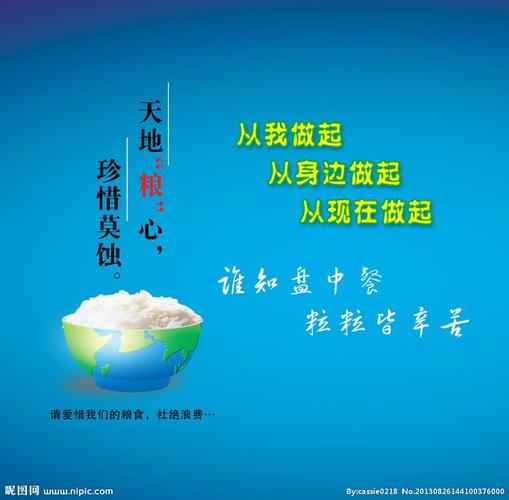 天地“粮”心，
珍惜莫蚀。
从我做起
从身边做起
从现在做起
谁知盘中餐
粒粒皆辛苦
请爱惜我们的粮食，杜绝浪费…
昵图网 www.nipic.com
By:cassie0218 No.20130826144100376000